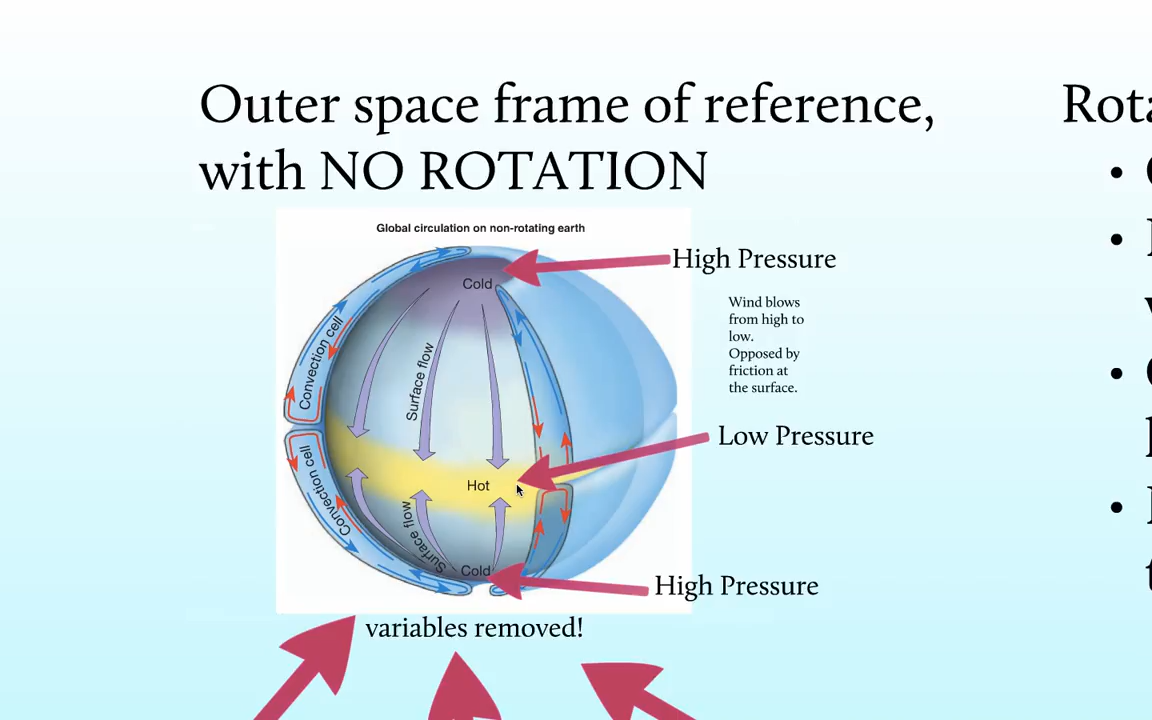 Outer space frame of reference,
with NO ROTATION
Global circulation on non-rotating earth
Cold
Convection cell
Surface flow
Hot
Convection cell
Surface flow
Cold
High Pressure
Wind blows
from high to
low.
Opposed by
friction at
the surface.
Low Pressure
High Pressure
variables removed!